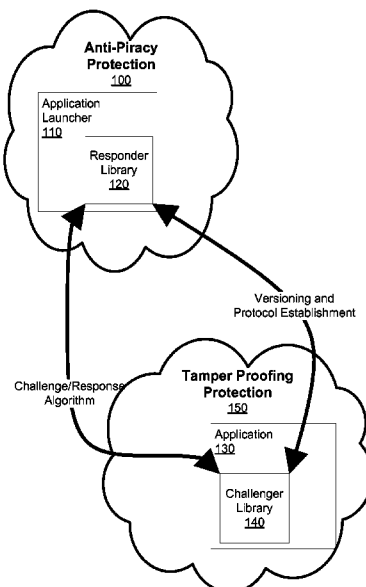 Anti-Piracy
Protection
100
Application
Launcher
110
Responder
Library
120
Versioning and
Protocol Establishment
Challenge/Response
Algorithm
Tamper Proofing
Protection
150
Application
130
Challenger
Library
140